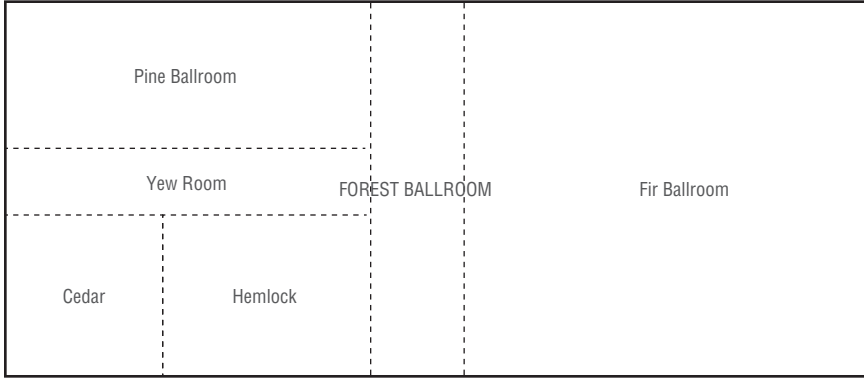 Pine Ballroom
Yew Room
FOREST BALLROOM
Fir Ballroom
Cedar
Hemlock